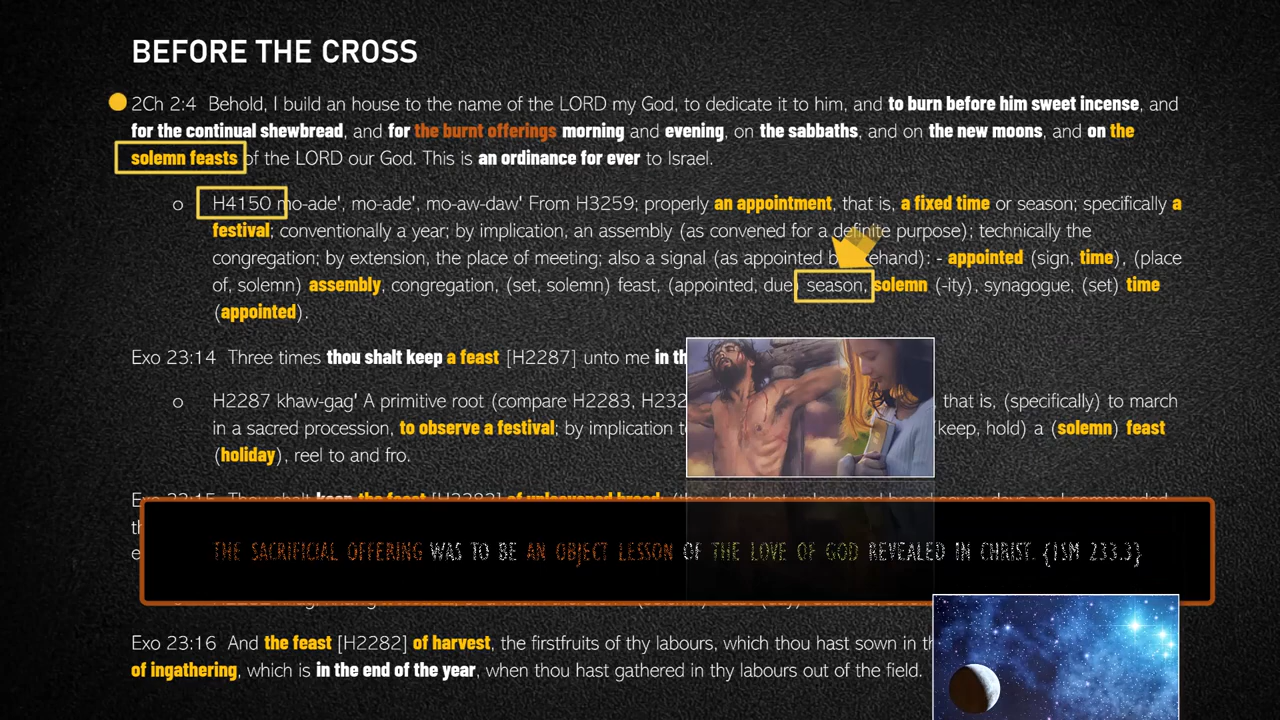 BEFORE THE CROSS
2Ch 2:4 Behold, I build an house to the name of the LORD my God, to dedicate it to him, and to burn before him sweet incense, and
for the continual shewbread, and for the burnt offerings morning and evening, on the sabbaths, and on the new moons, and on the
solemn feasts of the LORD our God. This is an ordinance for ever to Israel.
o H4150 mo-ade', mo-ade', mo-aw-daw' From H3259; properly an appointment, that is, a fixed time or season; specifically a
festival; conventionally a year; by implication, an assembly (as convened for a definite purpose); technically the
congregation; by extension, the place of meeting; also a signal (as appointed b ehand): - appointed (sign, time), (place
of, solemn) assembly, congregation, (set, solemn) feast, (appointed, due) season, solemn (-ity), synagogue, (set) time
(appointed).
Exo 23:14 Three times thou shalt keep a feast [H2287] unto me in th
o H2287 khaw-gag' A primitive root (compare H2283, H232 that is, (specifically) to march
in a sacred procession, to observe a festival; by implication t (keep, hold) a (solemn) feast
(holiday), reel to and fro.
THE SACRIFICIAL OFFERING WAS TO BE AN OBJECT LESSON OF THE LOVE OF GOD REVEALED IN CHRIST. {1SM 233.3}
Exo 23:16 And the feast [H2282] of harvest, the firstfruits of thy labours, which thou hast sown in th
of ingathering, which is in the end of the year, when thou hast gathered in thy labours out of the field.